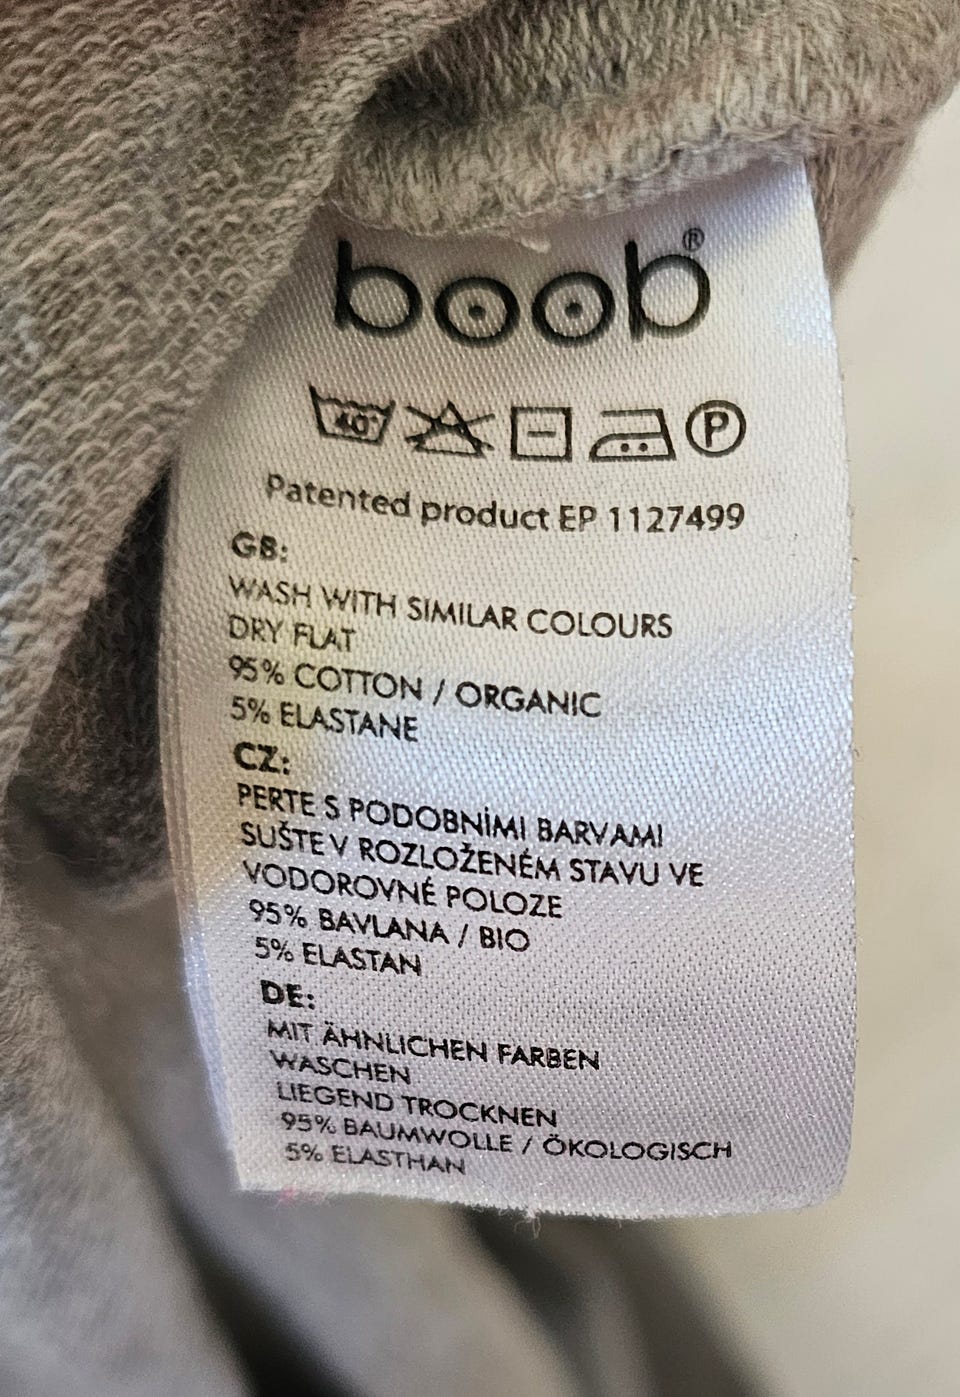 boob®
40°
P
Patented product EP 1127499
GB:
WASH WITH SIMILAR COLOURS
DRY FLAT
95% COTTON / ORGANIC
5% ELASTANE
CZ:
PERTE S PODOBNÍMI BARVAMI
SUŠTE V ROZLOŽENÉM STAVU VE
VODOROVNÉ POLOZE
95% BAVLANA / BIO
5% ELASTAN
DE:
MIT ÄHNLICHEN FARBEN
WASCHEN
LIEGEND TROCKNEN
95% BAUMWOLLE / ÖKOLOGISCH
5% ELASTHAN